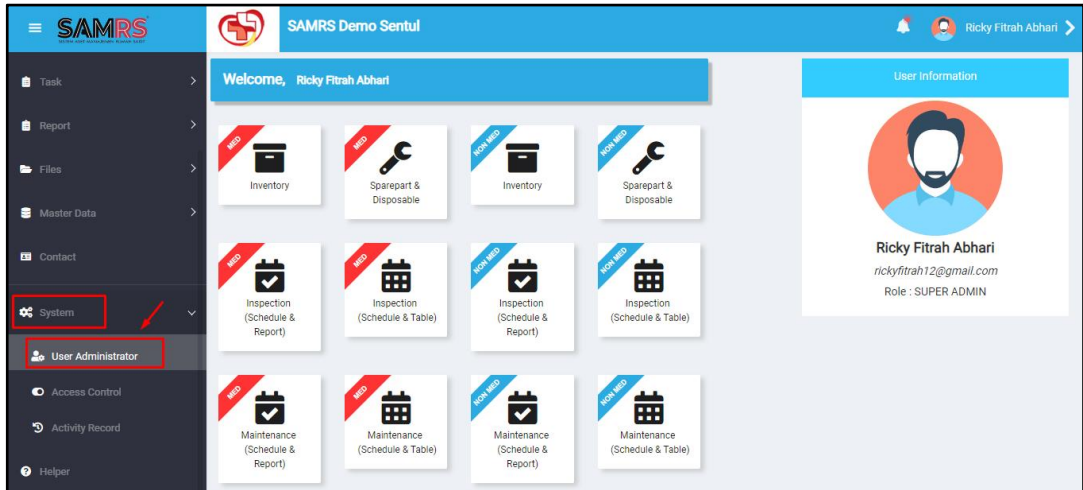 SAMRS
SAMRS Demo Sentul
Ricky Fitrah Abhari
Task
Report
Files
Master Data
Contact
System
User Administrator
Access Control
Activity Record
Helper
Welcome, Ricky Fitrah Abhari
MED
Inventory
MED
Sparepart &
Disposable
NON MED
Inventory
NON MED
Sparepart &
Disposable
MED
Inspection
(Schedule &
Report)
MED
Inspection
(Schedule & Table)
NON MED
Inspection
(Schedule &
Report)
NON MED
Inspection
(Schedule & Table)
MED
Maintenance
(Schedule &
Report)
MED
Maintenance
(Schedule & Table)
NON MED
Maintenance
(Schedule &
Report)
NON MED
Maintenance
(Schedule & Table)
User Information
Ricky Fitrah Abhari
rickyfitrah12@gmail.com
Role : SUPER ADMIN